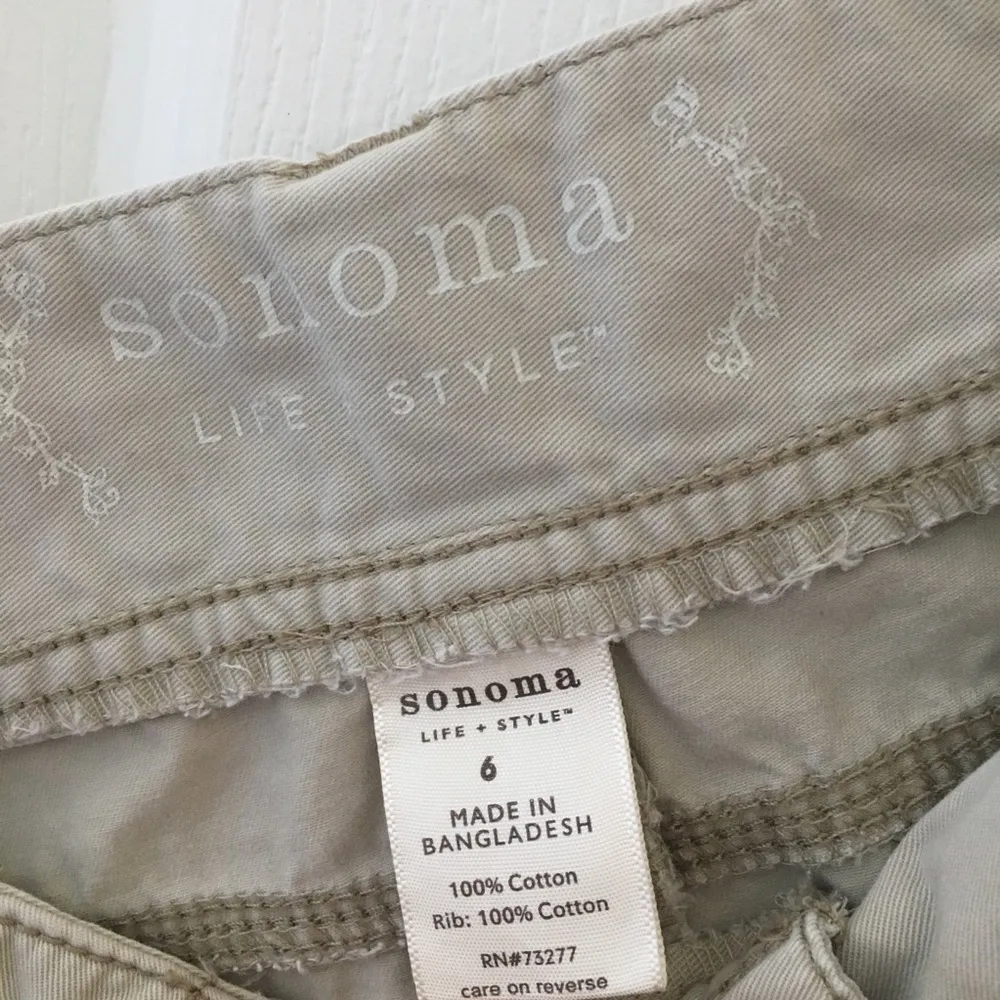 sonoma
LIFE + STYLE™
sonoma
LIFE + STYLE™
6
MADE IN
BANGLADESH
100% Cotton
Rib: 100% Cotton
RN#73277
care on reverse